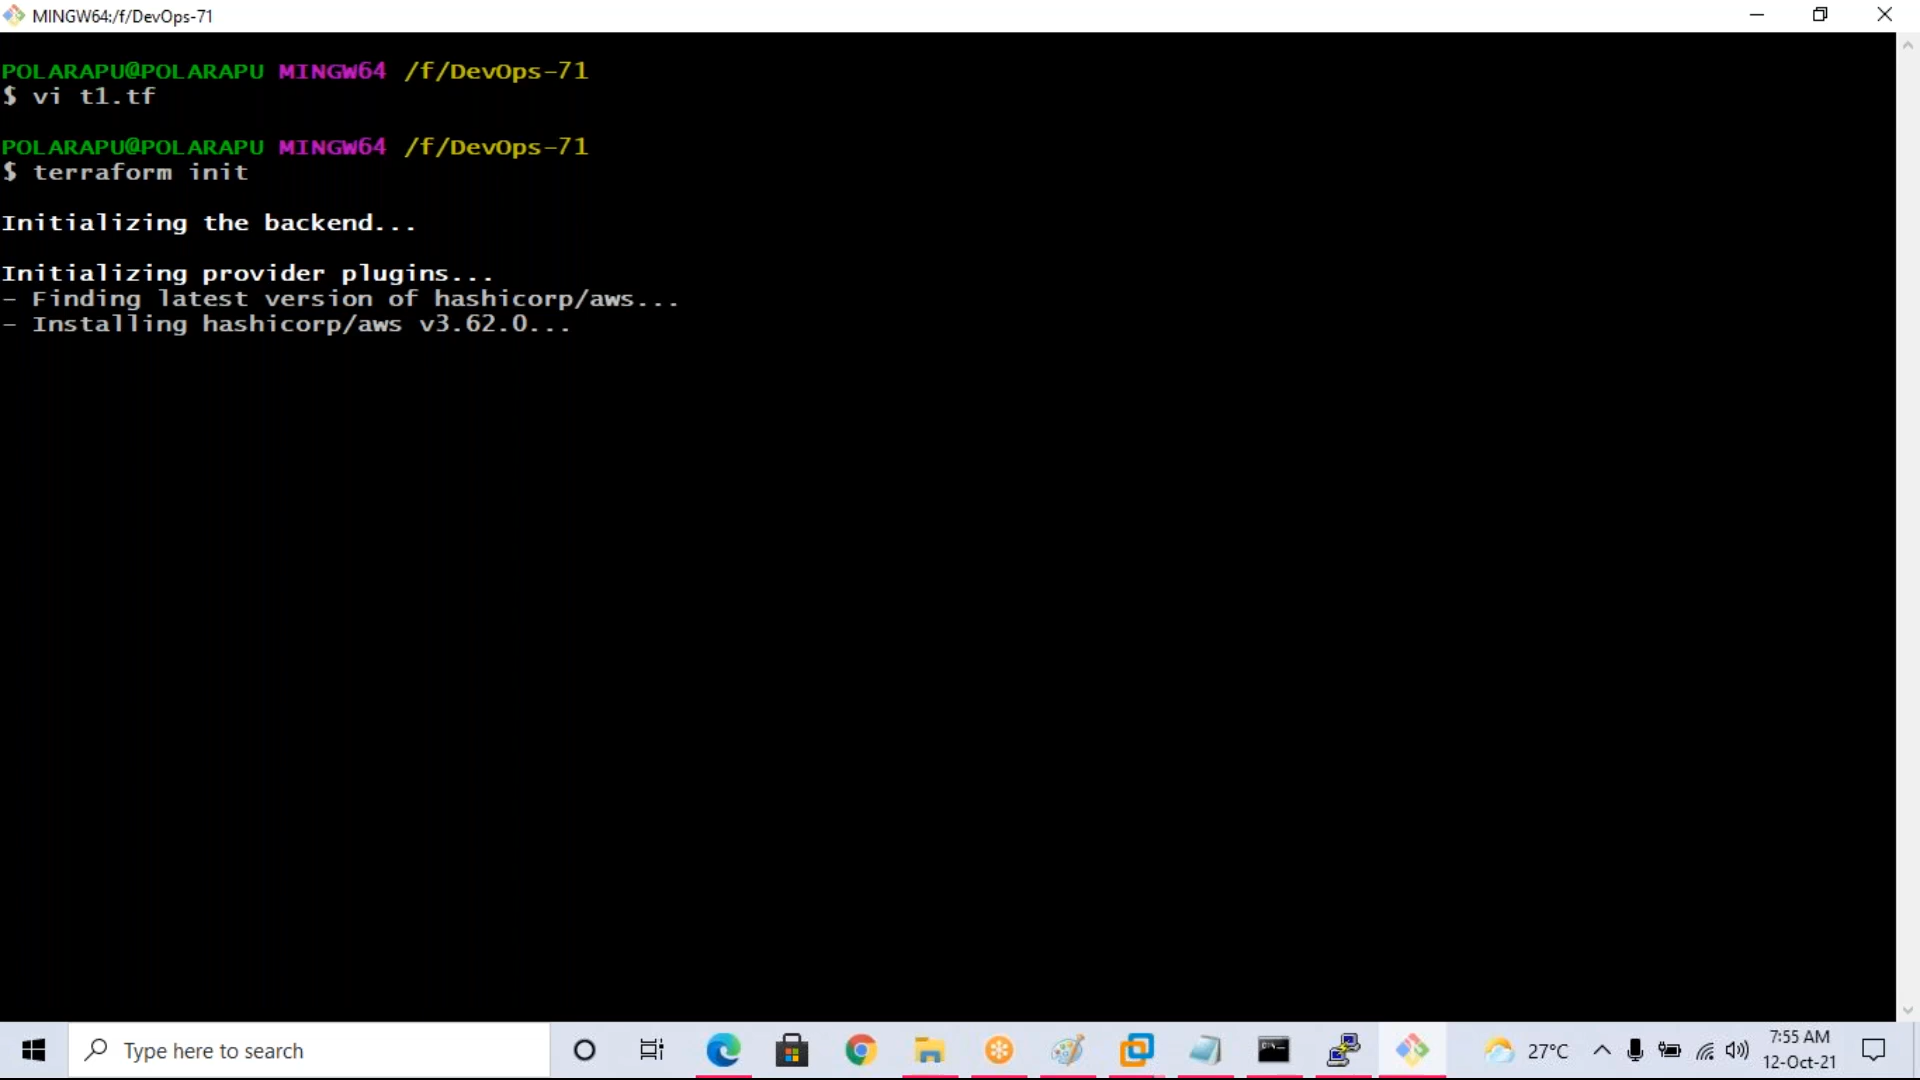 MINGW64:/f/DevOps-71
POLARAPU@POLARAPU MINGW64 /f/DevOps-71
$ vi t1.tf
POLARAPU@POLARAPU MINGW64 /f/DevOps-71
$ terraform init
Initializing the backend...
Initializing provider plugins...
- Finding latest version of hashicorp/aws...
- Installing hashicorp/aws v3.62.0...
Type here to search
27°C
7:55 AM
12-Oct-21